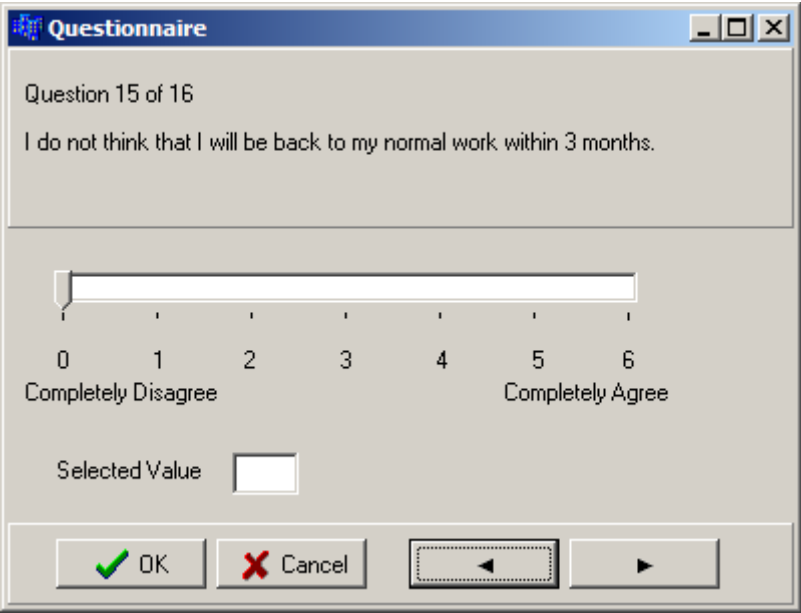 Questionnaire
Question 15 of 16
I do not think that I will be back to my normal work within 3 months.
0 1 2 3 4 5 6
Completely Disagree Completely Agree
Selected Value
OK Cancel